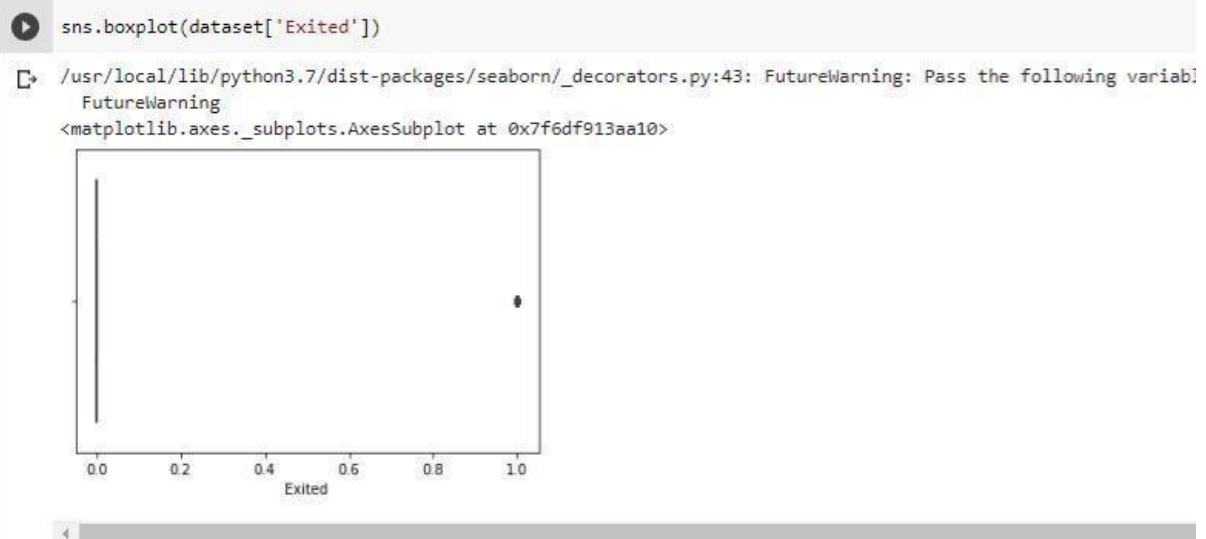 sns.boxplot(dataset['Exited'])
/usr/local/lib/python3.7/dist-packages/seaborn/_decorators.py:43: FutureWarning: Pass the following variabl
FutureWarning
<matplotlib.axes._subplots.AxesSubplot at 0x7f6df913aa10>
0.0 0.2 0.4 0.6 0.8 1.0
Exited